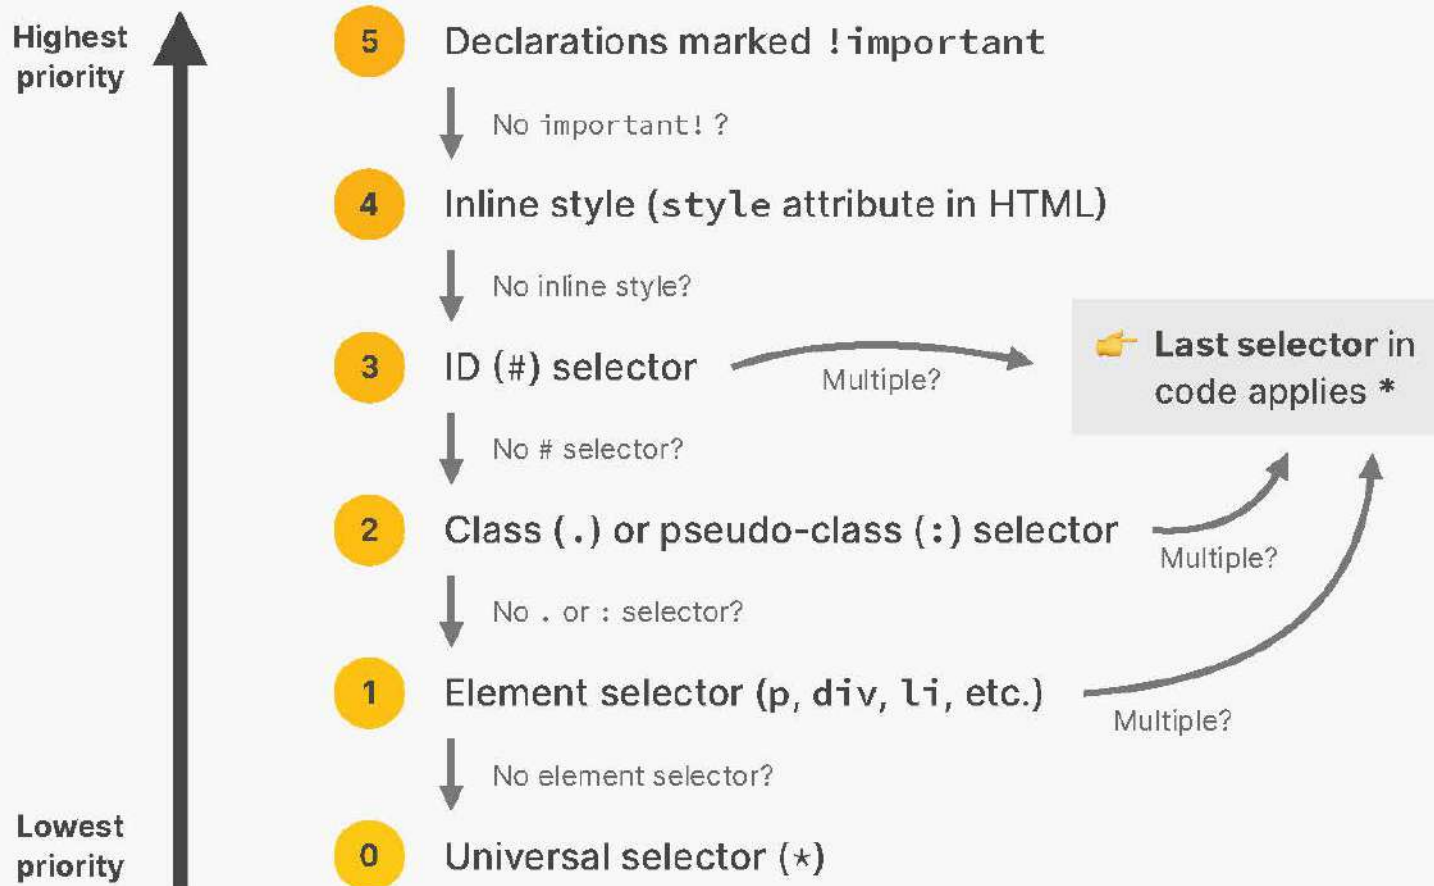 Highest
priority
5 Declarations marked !important
No important! ?
4 Inline style (style attribute in HTML)
No inline style?
3 ID (#) selector
Multiple?
👉 Last selector in
code applies *
No # selector?
2 Class (.) or pseudo-class (:) selector
Multiple?
No . or : selector?
1 Element selector (p, div, li, etc.)
Multiple?
No element selector?
Lowest
priority
0 Universal selector (*)